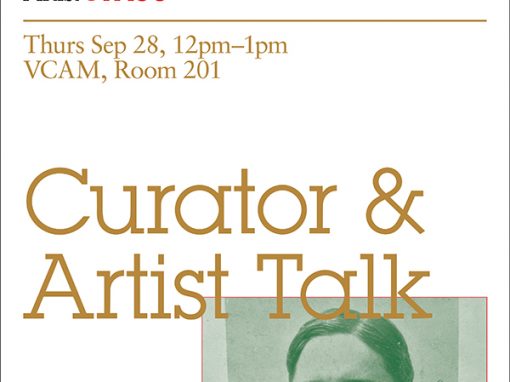 Thurs Sep 28, 12pm–1pm
VCAM, Room 201
Curator &
Artist Talk